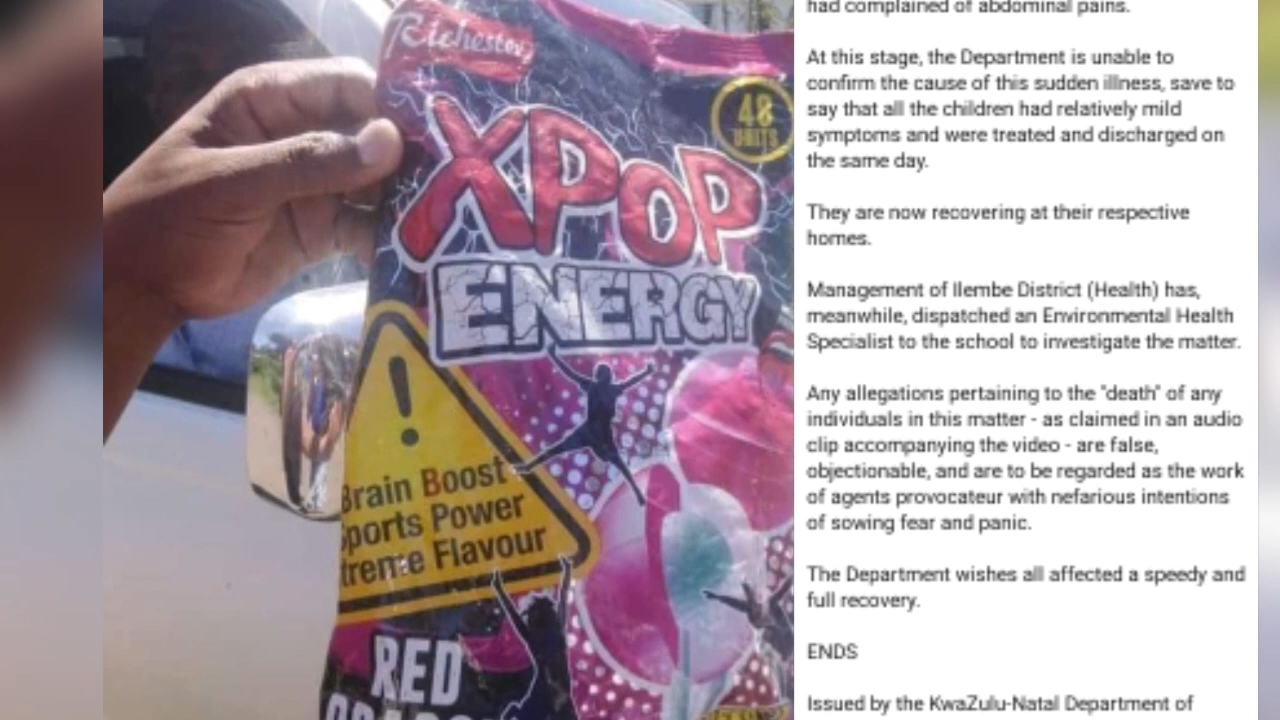 Richester
48
UNITS
XPOP
ENERGY
!
Brain Boost
Sports Power
Xtreme Flavour
RED
had complained of abdominal pains.
At this stage, the Department is unable to
confirm the cause of this sudden illness, save to
say that all the children had relatively mild
symptoms and were treated and discharged on
the same day.
They are now recovering at their respective
homes.
Management of Ilembe District (Health) has,
meanwhile, dispatched an Environmental Health
Specialist to the school to investigate the matter.
Any allegations pertaining to the "death" of any
individuals in this matter - as claimed in an audio
clip accompanying the video - are false,
objectionable, and are to be regarded as the work
of agents provocateur with nefarious intentions
of sowing fear and panic.
The Department wishes all affected a speedy and
full recovery.
ENDS
Issued by the KwaZulu-Natal Department of